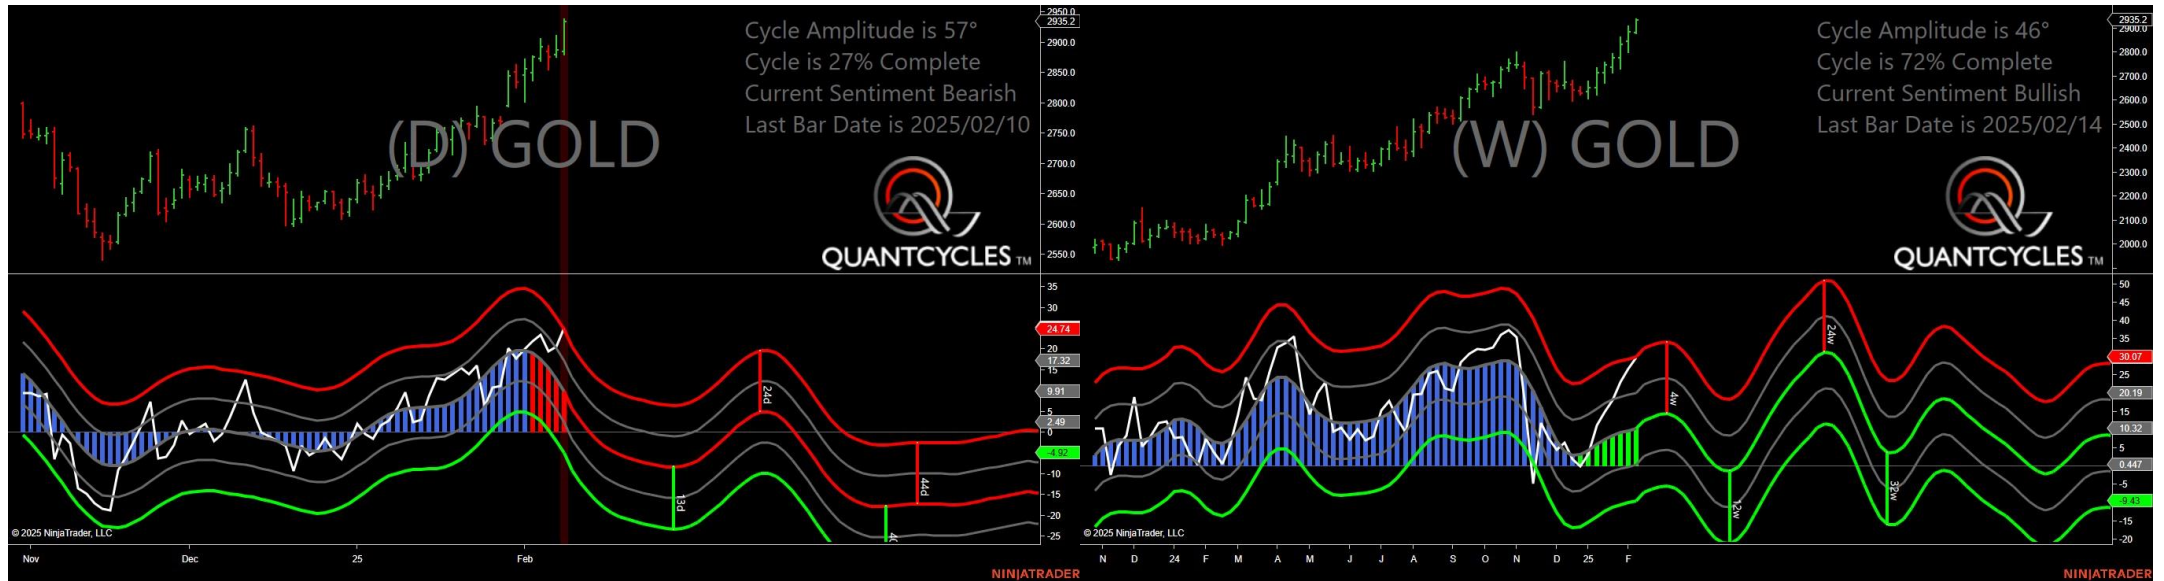 Cycle Amplitude is 57°
Cycle is 27% Complete
Current Sentiment Bearish
Last Bar Date is 2025/02/10
(D) GOLD
QUANTCYCLES TM
2950.0
2935.2
2900.0
2850.0
2800.0
2750.0
2700.0
2650.0
2600.0
2550.0
35
30
24.74
20
17.32
15
9.91
5
2.49
0
-4.92
-10
-15
-20
-25
13d
24d
44d
© 2025 NinjaTrader, LLC
Nov
Dec
25
Feb
NINJATRADER
Cycle Amplitude is 46°
Cycle is 72% Complete
Current Sentiment Bullish
Last Bar Date is 2025/02/14
(W) GOLD
QUANTCYCLES TM
2935.2
2900.0
2800.0
2700.0
2600.0
2500.0
2400.0
2300.0
2200.0
2100.0
2000.0
50
45
40
35
30.07
25
20.19
15
10.32
5
0.447
-5
-9.43
-15
-20
4w
12w
24w
32w
© 2025 NinjaTrader, LLC
N D 24 F M A M J J A S O N D 25 F
NINJATRADER